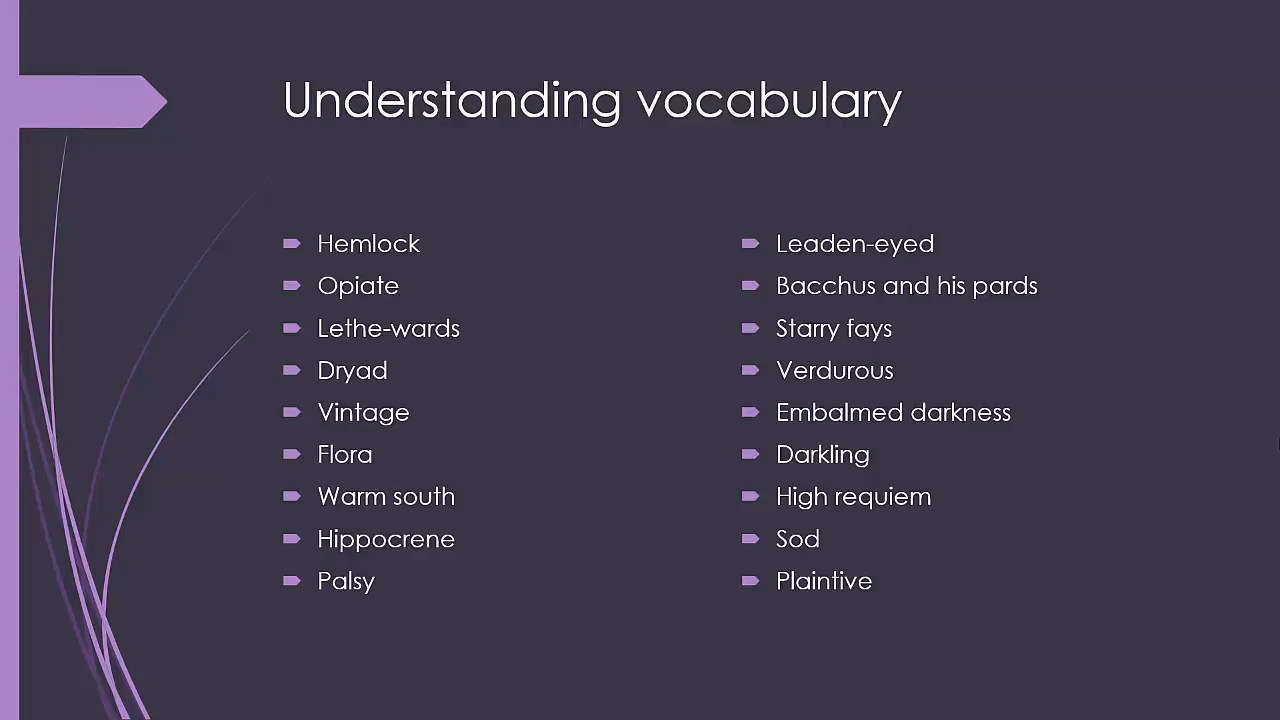 Understanding vocabulary
Hemlock
Opiate
Lethe-wards
Dryad
Vintage
Flora
Warm south
Hippocrene
Palsy
Leaden-eyed
Bacchus and his pards
Starry fays
Verdurous
Embalmed darkness
Darkling
High requiem
Sod
Plaintive